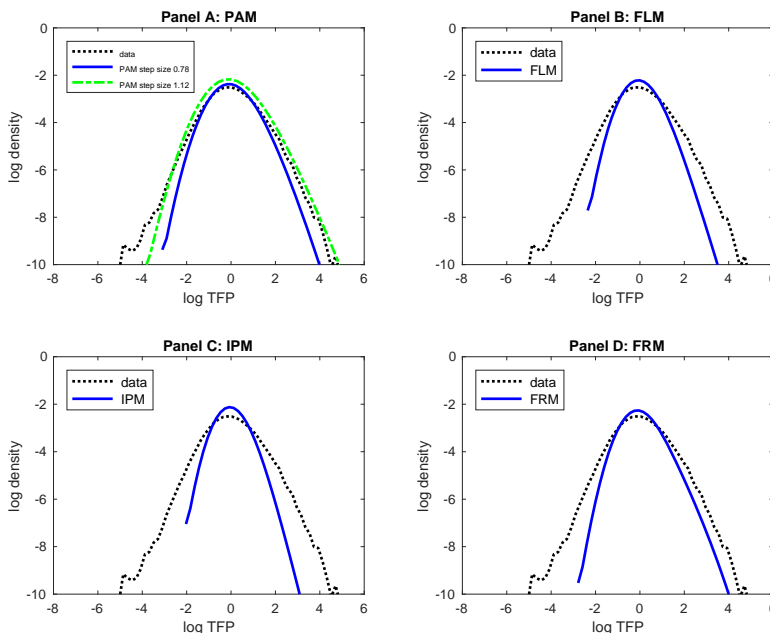 Panel A: PAM
0
-2
-4
-6
-8
-10
log density
data
PAM step size 0.78
PAM step size 1.12
-8 -6 -4 -2 0 2 4 6
log TFP
Panel B: FLM
0
-2
-4
-6
-8
-10
log density
data
FLM
-8 -6 -4 -2 0 2 4
log TFP
Panel C: IPM
0
-2
-4
-6
-8
-10
log density
data
IPM
-8 -6 -4 -2 0 2 4 6
log TFP
Panel D: FRM
0
-2
-4
-6
-8
-10
log density
data
FRM
-8 -6 -4 -2 0 2 4
log TFP